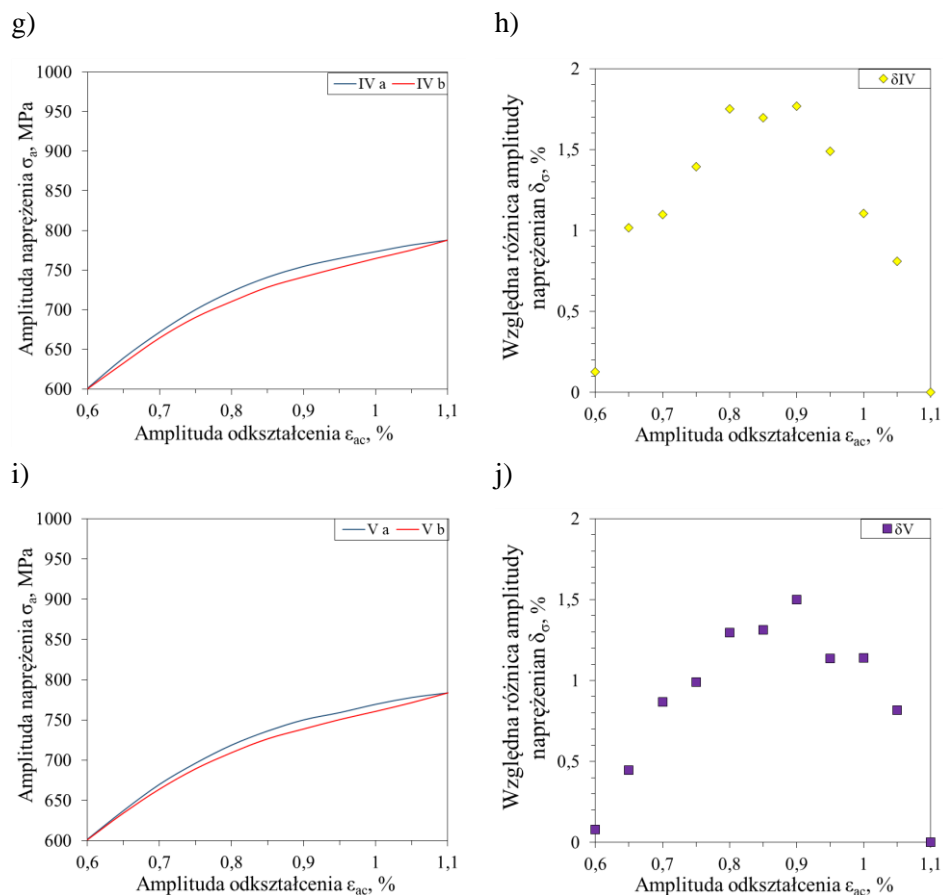 g)
h)
Amplituda naprężenia σa, MPa
1000
950
900
850
800
750
700
650
600
IV a IV b
0,6 0,7 0,8 0,9 1 1,1
Amplituda odkształcenia εac, %
Względna różnica amplitudy
naprężenian δσ, %
2
1,5
1
0,5
0
δIV
0,6 0,7 0,8 0,9 1 1,1
Amplituda odkształcenia εac, %
i)
j)
Amplituda naprężenia σa, MPa
1000
950
900
850
800
750
700
650
600
V a V b
0,6 0,7 0,8 0,9 1 1,1
Amplituda odkształcenia εac, %
Względna różnica amplitudy
naprężenian δσ, %
2
1,5
1
0,5
0
δV
0,6 0,7 0,8 0,9 1 1,1
Amplituda odkształcenia εac, %